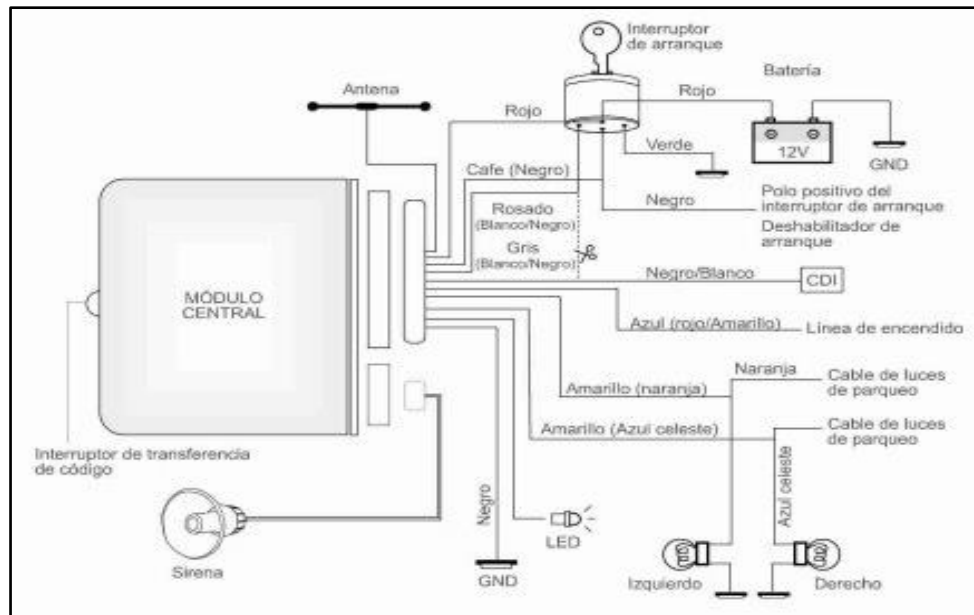 Interruptor
de arranque
Batería
Antena
Rojo
Rojo
12V
GND
Verde
Cafe (Negro)
Negro
Polo positivo del
interruptor de arranque
Deshabilitador de
arranque
Rosado
(Blanco/Negro)
Gris
(Blanco/Negro)
Negro/Blanco
CDI
MÓDULO
CENTRAL
Azul (rojo/Amarillo)
Línea de encendido
Naranja
Cable de luces
de parqueo
Amarillo (naranja)
Amarillo (Azul celeste)
Cable de luces
de parqueo
Interruptor de transferencia
de código
Azul celeste
Negro
LED
Sirena
GND
Izquierdo
Derecho